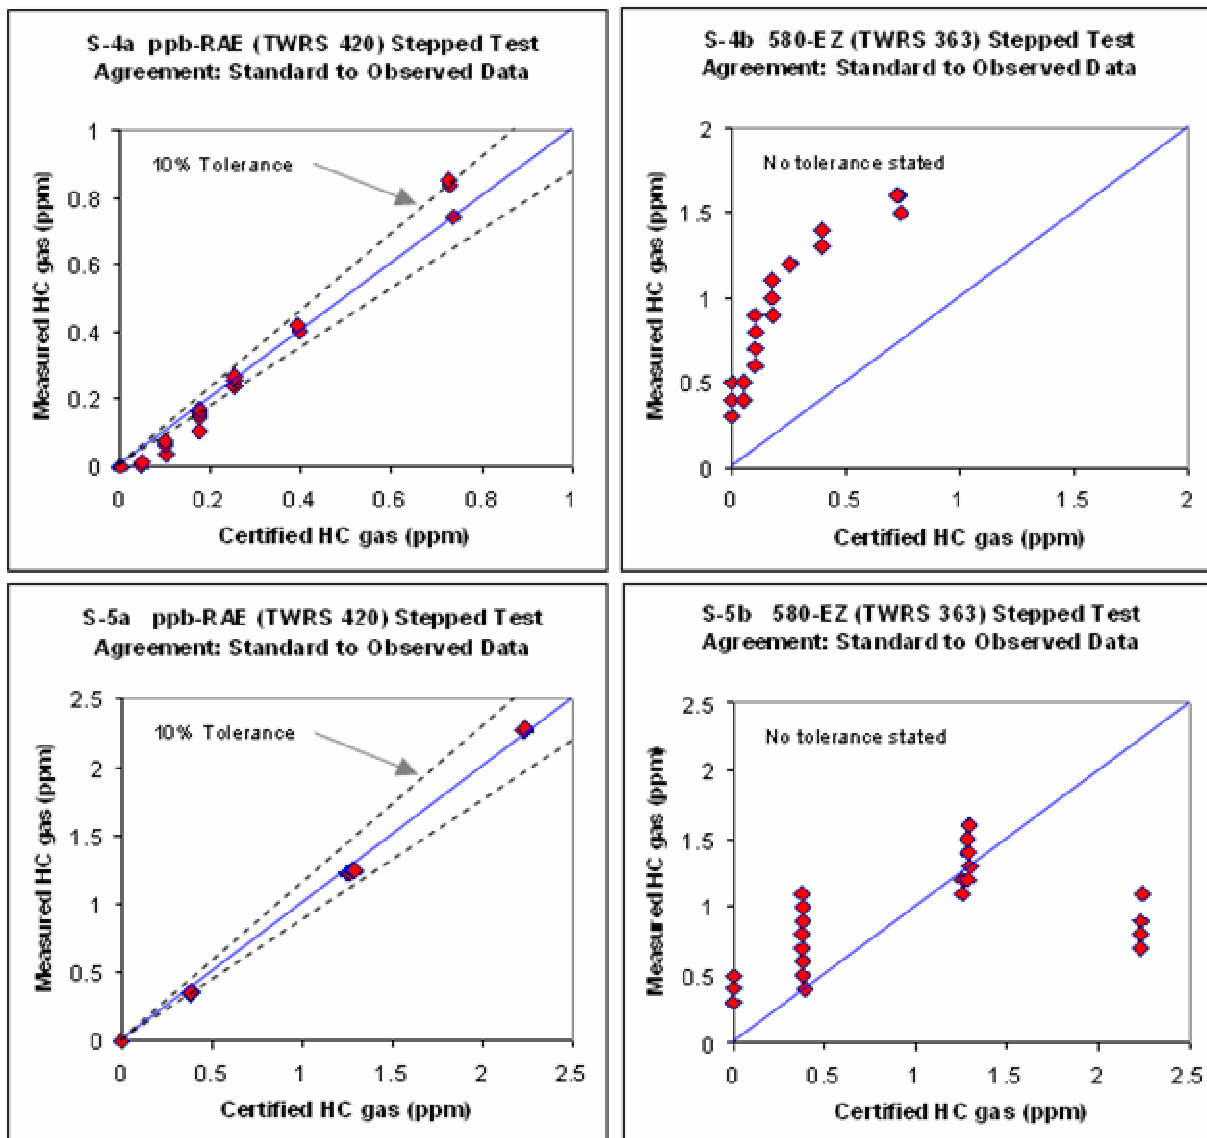 S-4a ppb-RAE (TWRS 420) Stepped Test
Agreement: Standard to Observed Data
10% Tolerance
Measured HC gas (ppm)
1
0.8
0.6
0.4
0.2
0
0
0.2
0.4
0.6
0.8
1
Certified HC gas (ppm)
S-4b 580-EZ (TWRS 363) Stepped Test
Agreement: Standard to Observed Data
No tolerance stated
Measured HC gas (ppm)
2
1.5
1
0.5
0
0
0.5
1
1.5
2
Certified HC gas (ppm)
S-5a ppb-RAE (TWRS 420) Stepped Test
Agreement: Standard to Observed Data
10% Tolerance
Measured HC gas (ppm)
2.5
2
1.5
1
0.5
0
0
0.5
1
1.5
2
2.5
Certified HC gas (ppm)
S-5b 580-EZ (TWRS 363) Stepped Test
Agreement: Standard to Observed Data
No tolerance stated
Measured HC gas (ppm)
2.5
2
1.5
1
0.5
0
0
0.5
1
1.5
2
2.5
Certified HC gas (ppm)